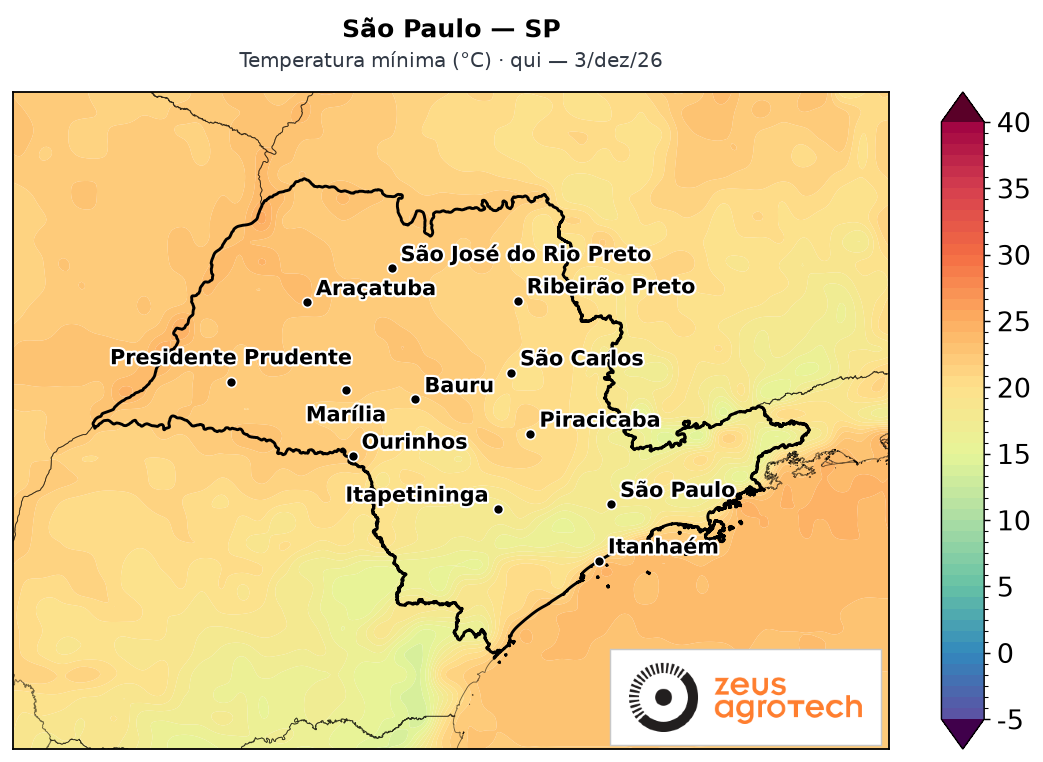 São Paulo — SP
Temperatura mínima (°C) · qui — 3/dez/26
São José do Rio Preto
Araçatuba
Ribeirão Preto
Presidente Prudente
São Carlos
Bauru
Marília
Piracicaba
Ourinhos
Itapetininga
São Paulo
Itanhaém
40
35
30
25
20
15
10
5
0
-5
zeus
agrotech